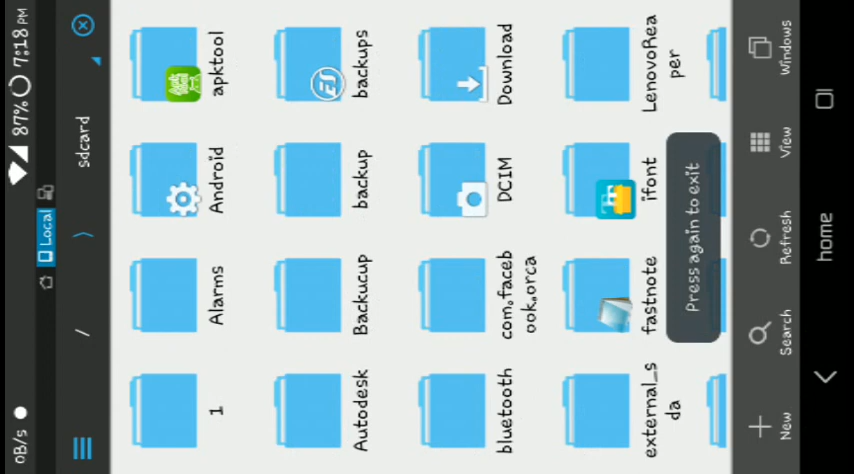 0B/s
87%
7:18 PM
Local
/
sdcard
1
Alarms
Android
apktool
Autodesk
Backucup
backup
backups
bluetooth
com.faceb
ook.orca
DCIM
Download
external_s
da
fastnote
ifont
LenovoRea
per
Press again to exit
New
Search
Refresh
View
Windows
home